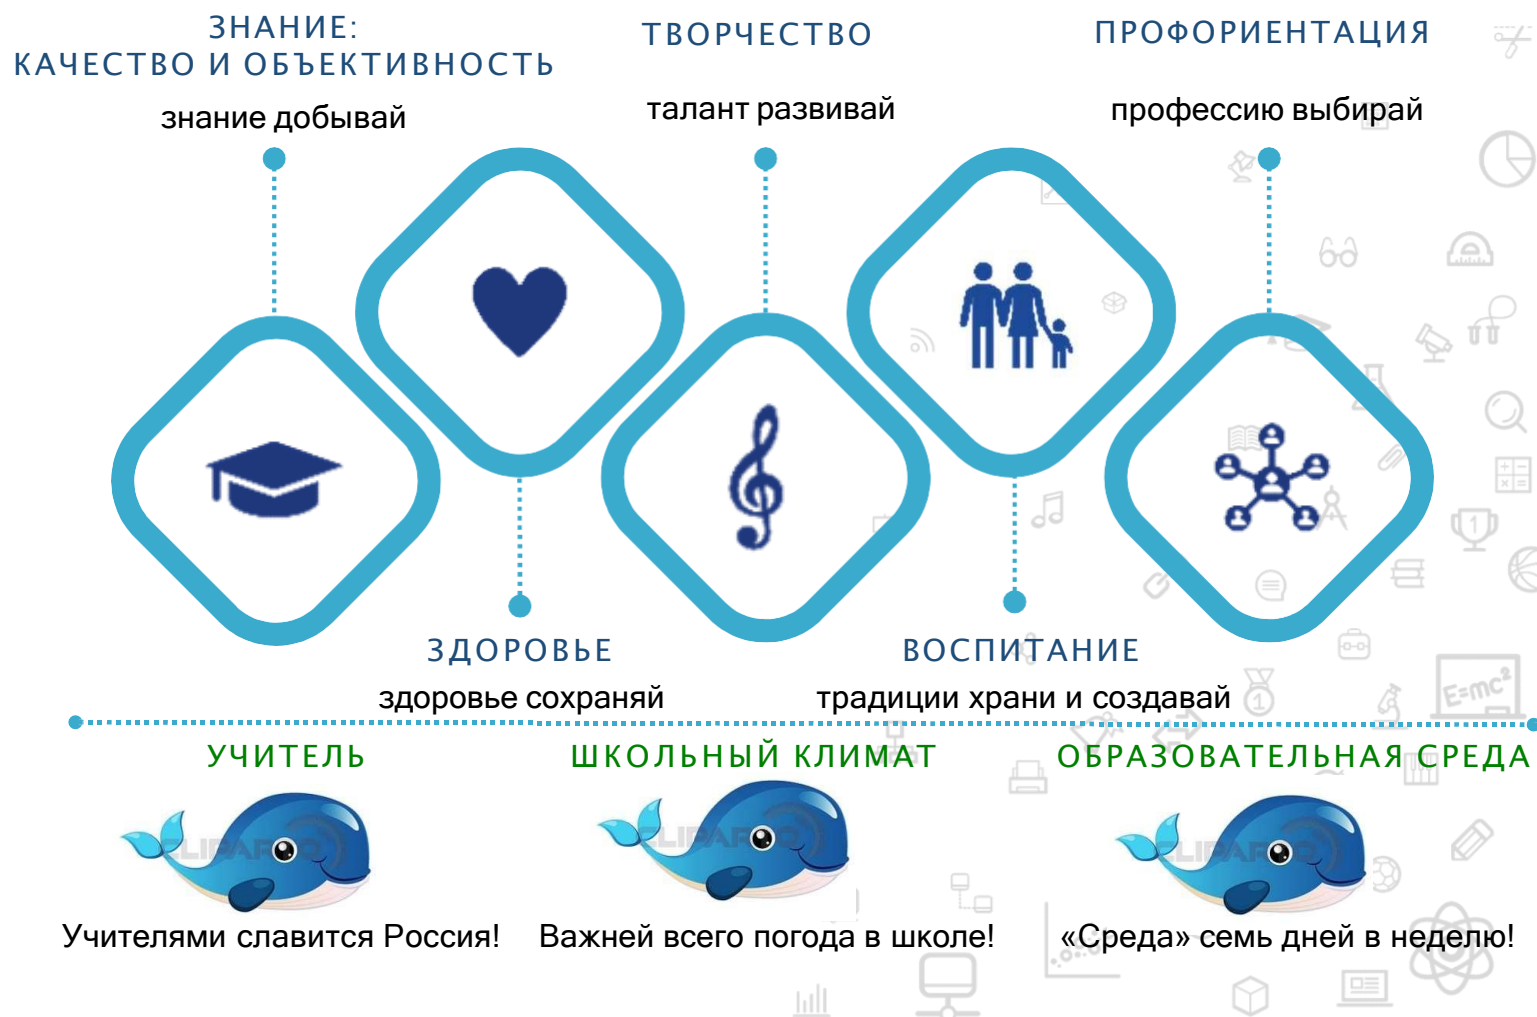 ЗНАНИЕ:
КАЧЕСТВО И ОБЪЕКТИВНОСТЬ
знание добывай
ТВОРЧЕСТВО
талант развивай
ПРОФОРИЕНТАЦИЯ
профессию выбирай
ЗДОРОВЬЕ
здоровье сохраняй
ВОСПИТАНИЕ
традиции храни и создавай
E=mc²
УЧИТЕЛЬ
ШКОЛЬНЫЙ КЛИМАТ
ОБРАЗОВАТЕЛЬНАЯ СРЕДА
Учителями славится Россия!
Важней всего погода в школе!
«Среда» семь дней в неделю!